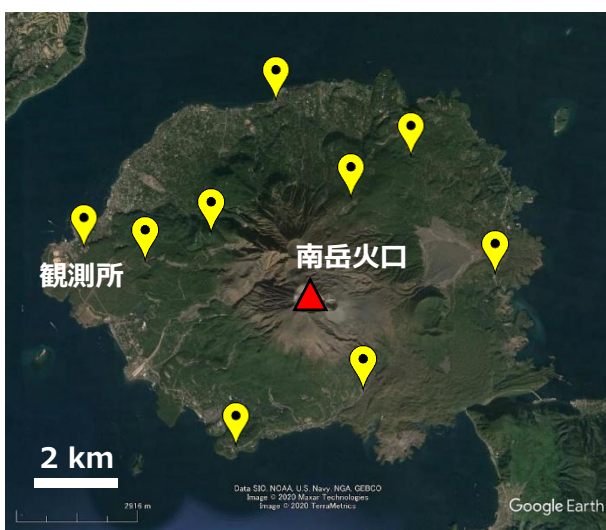 南岳火口
観測所
2 km
2916 m
Data SIO, NOAA, U.S. Navy, NGA, GEBCO
Image © 2020 Maxar Technologies
Image © 2020 TerraMetrics
Google Earth